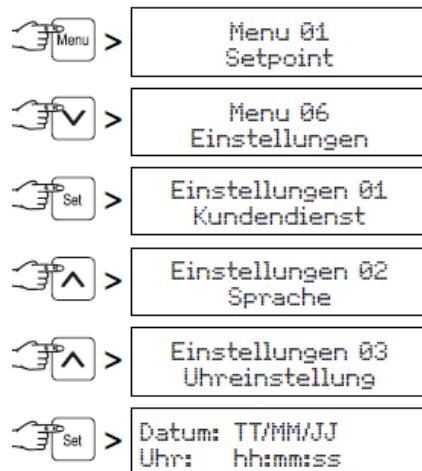 Menu > Menu 01
Setpoint
> Menu 06
Einstellungen
Set > Einstellungen 01
Kundendienst
> Einstellungen 02
Sprache
> Einstellungen 03
Uhreinstellung
Set > Datum: TT/MM/JJ
Uhr: hh:mm:ss